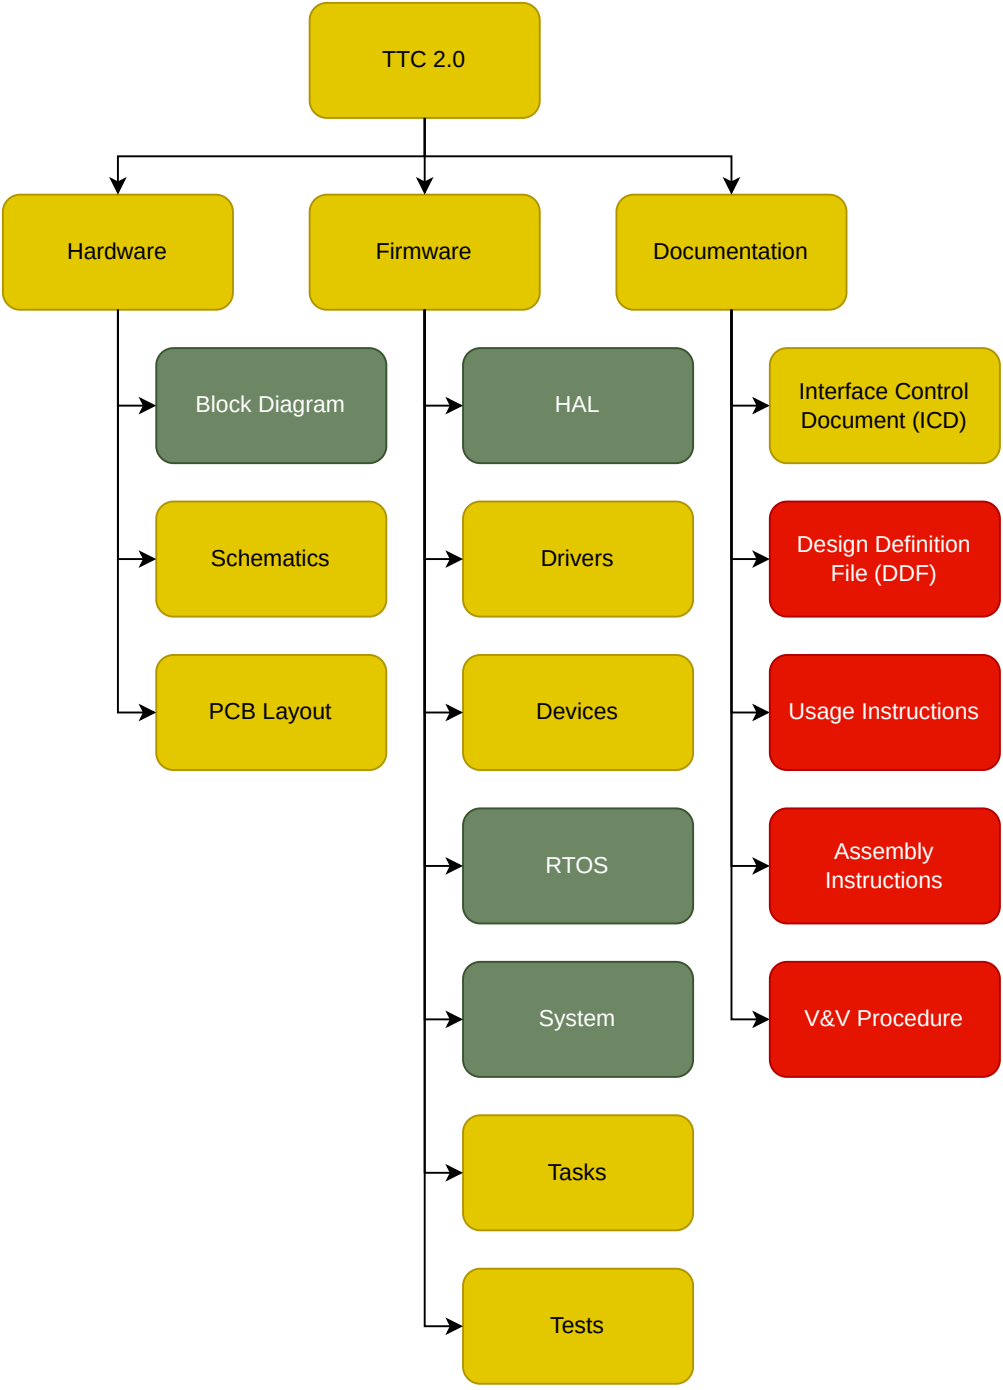 TTC 2.0
Hardware
Firmware
Documentation
Block Diagram
HAL
Interface Control
Document (ICD)
Schematics
Drivers
Design Definition
File (DDF)
PCB Layout
Devices
Usage Instructions
RTOS
Assembly
Instructions
System
V&V Procedure
Tasks
Tests